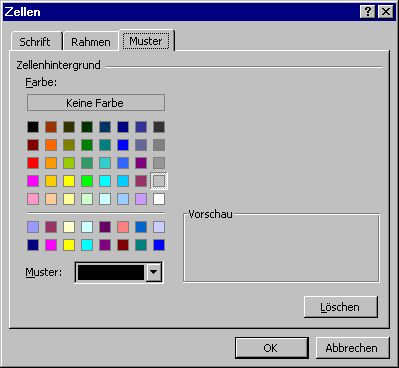 Zellen
Schrift Rahmen Muster
Zellenhintergrund
Farbe:
Keine Farbe
Vorschau
Muster:
Löschen
OK Abbrechen